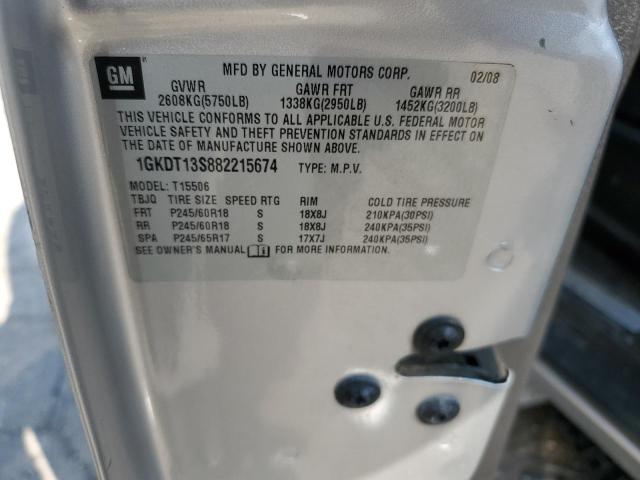 GM
MFD BY GENERAL MOTORS CORP. 02/08
GVWR GAWR FRT GAWR RR
2608KG(5750LB) 1338KG(2950LB) 1452KG(3200LB)
THIS VEHICLE CONFORMS TO ALL APPLICABLE U.S. FEDERAL MOTOR
VEHICLE SAFETY AND THEFT PREVENTION STANDARDS IN EFFECT ON
THE DATE OF MANUFACTURE SHOWN ABOVE.
1GKDT13S882215674 TYPE: M.P.V.
MODEL: T15506
TBJQ TIRE SIZE SPEED RTG RIM COLD TIRE PRESSURE
FRT P245/60R18 S 18X8J 210KPA(30PSI)
RR P245/60R18 S 18X8J 240KPA(35PSI)
SPA P245/65R17 S 17X7J 240KPA(35PSI)
SEE OWNER'S MANUAL FOR MORE INFORMATION.